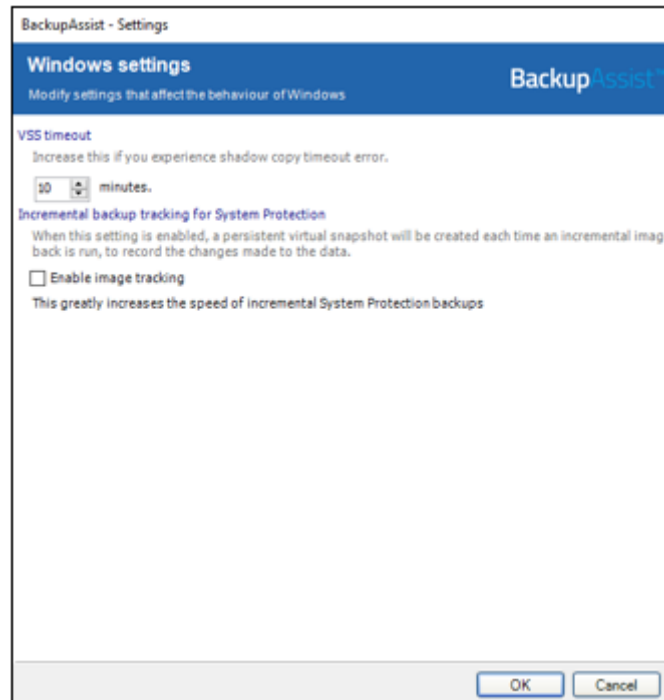 BackupAssist - Settings
Windows settings
Modify settings that affect the behaviour of Windows
BackupAssist™
VSS timeout
Increase this if you experience shadow copy timeout error.
10 minutes.
Incremental backup tracking for System Protection
When this setting is enabled, a persistent virtual snapshot will be created each time an incremental imag
back is run, to record the changes made to the data.
Enable image tracking
This greatly increases the speed of incremental System Protection backups
OK Cancel